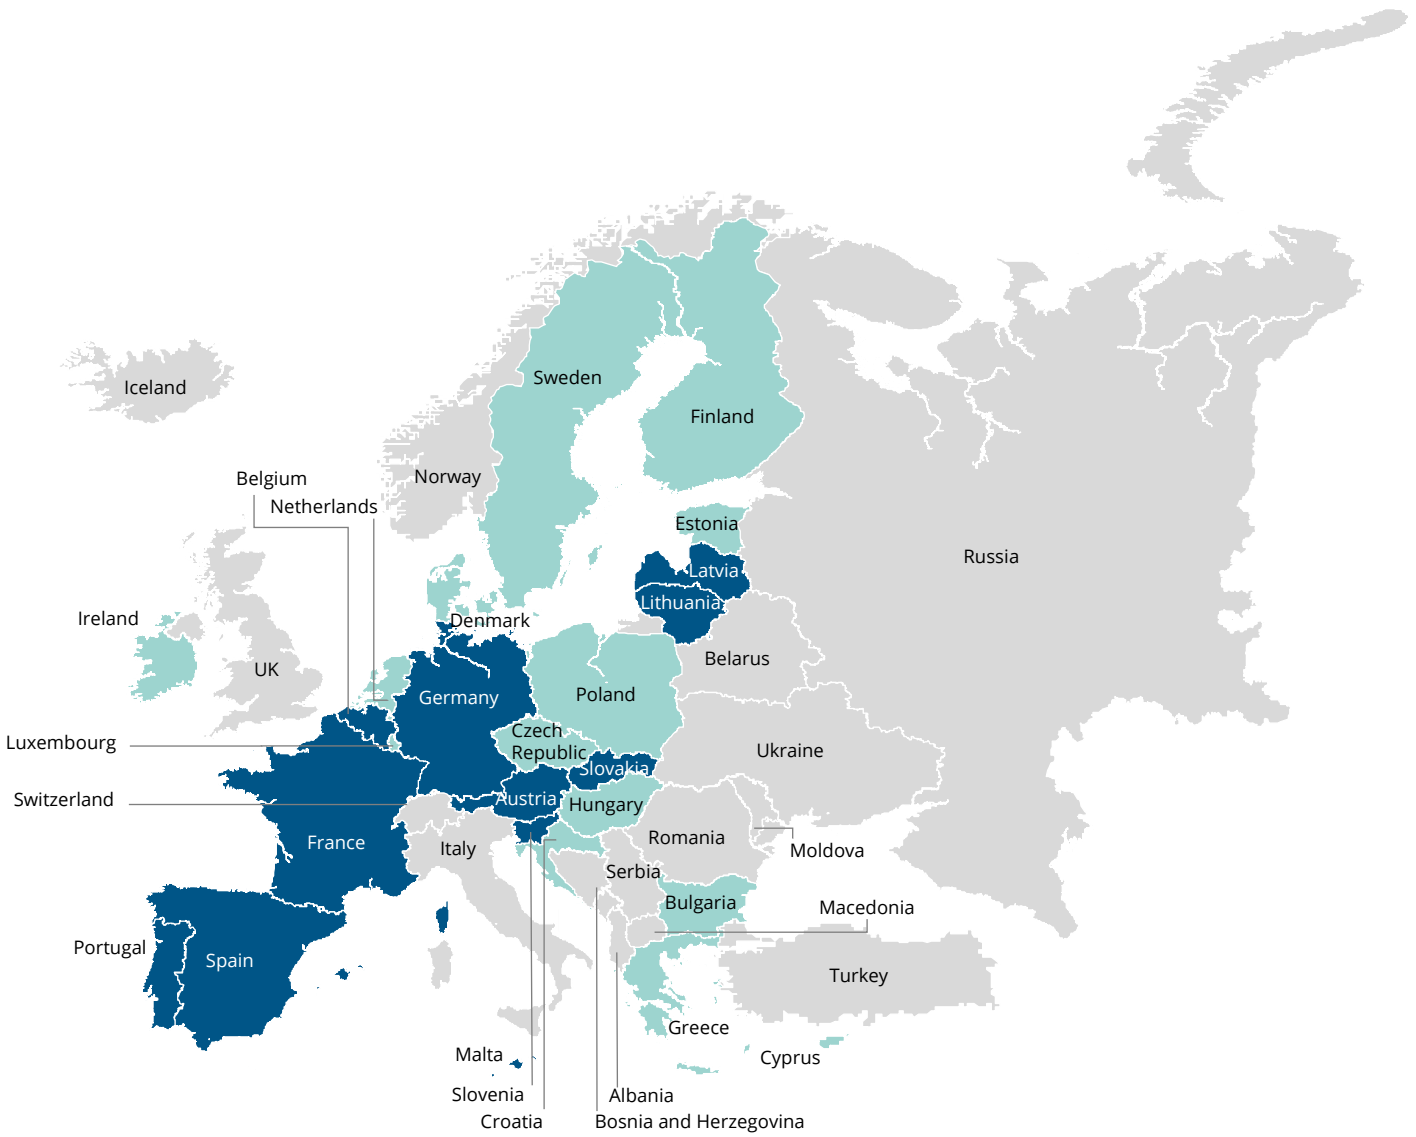 Iceland
Sweden
Finland
Norway
Belgium
Netherlands
Estonia
Russia
Latvia
Lithuania
Ireland
Denmark
UK
Belarus
Germany
Poland
Czech
Republic
Luxembourg
Ukraine
Slovakia
Switzerland
Austria
Hungary
France
Italy
Romania
Moldova
Serbia
Bulgaria
Macedonia
Portugal
Spain
Turkey
Greece
Malta
Cyprus
Slovenia
Albania
Croatia
Bosnia and Herzegovina